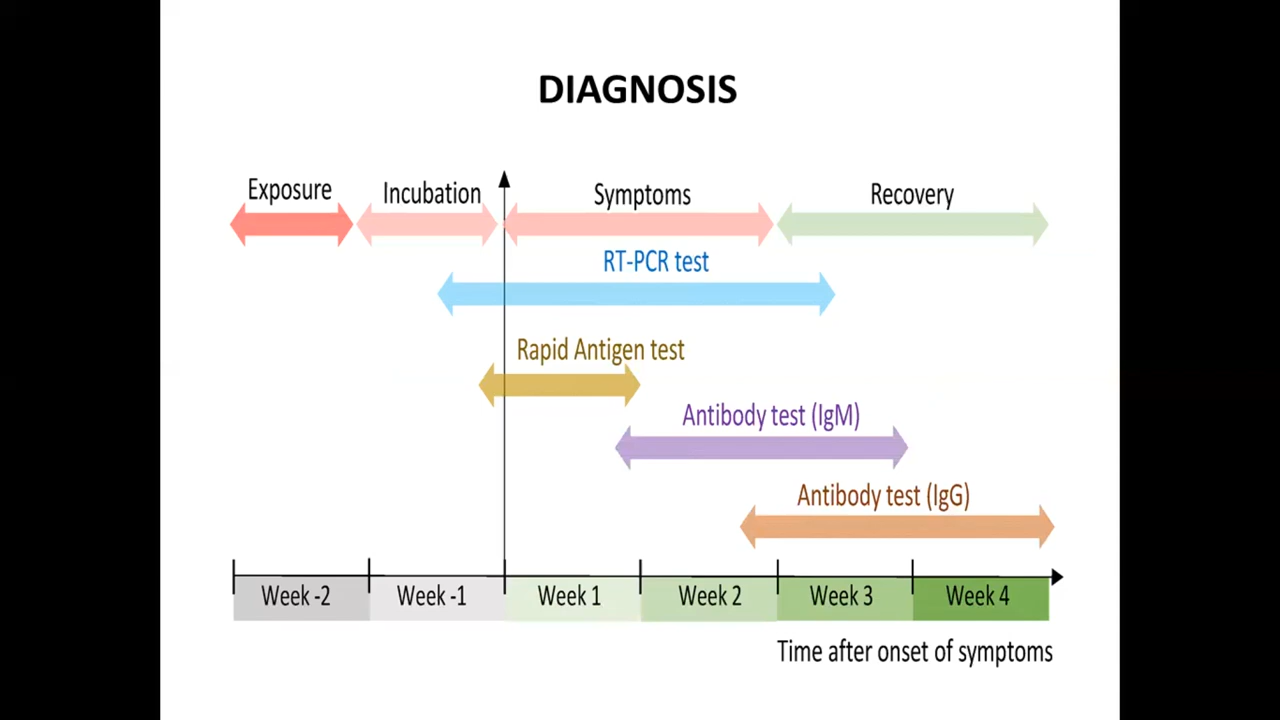 DIAGNOSIS
Exposure
Incubation
Symptoms
Recovery
RT-PCR test
Rapid Antigen test
Antibody test (IgM)
Antibody test (IgG)
Week -2
Week -1
Week 1
Week 2
Week 3
Week 4
Time after onset of symptoms